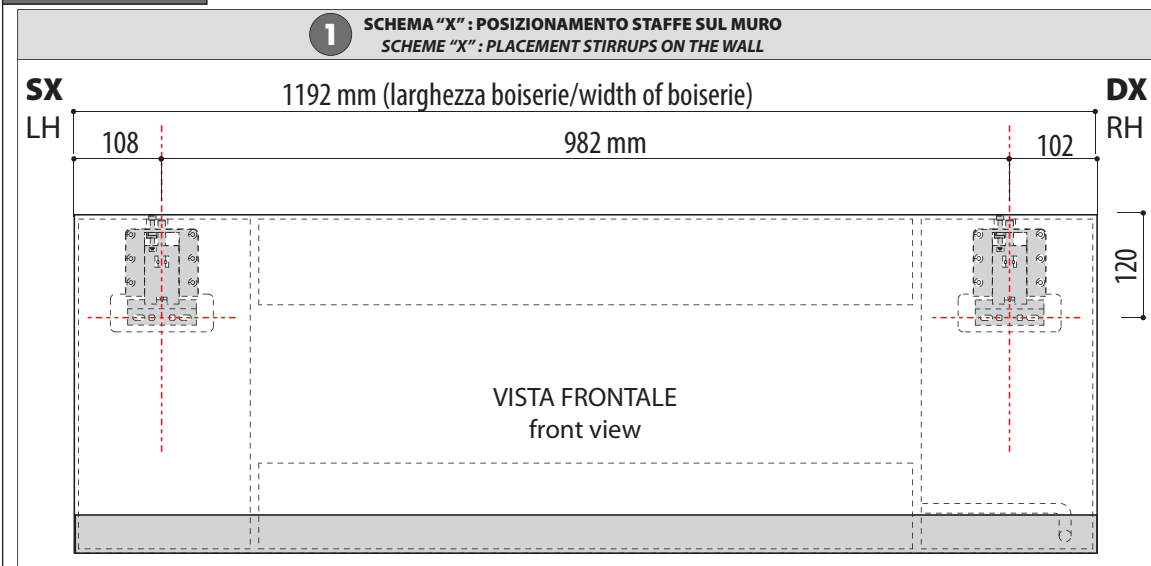 1
SCHEMA “X” : POSIZIONAMENTO STAFFE SUL MURO
SCHEME “X” : PLACEMENT STIRRUPS ON THE WALL
SX
LH
1192 mm (larghezza boiserie/width of boiserie)
DX
RH
108
982 mm
102
120
VISTA FRONTALE
front view